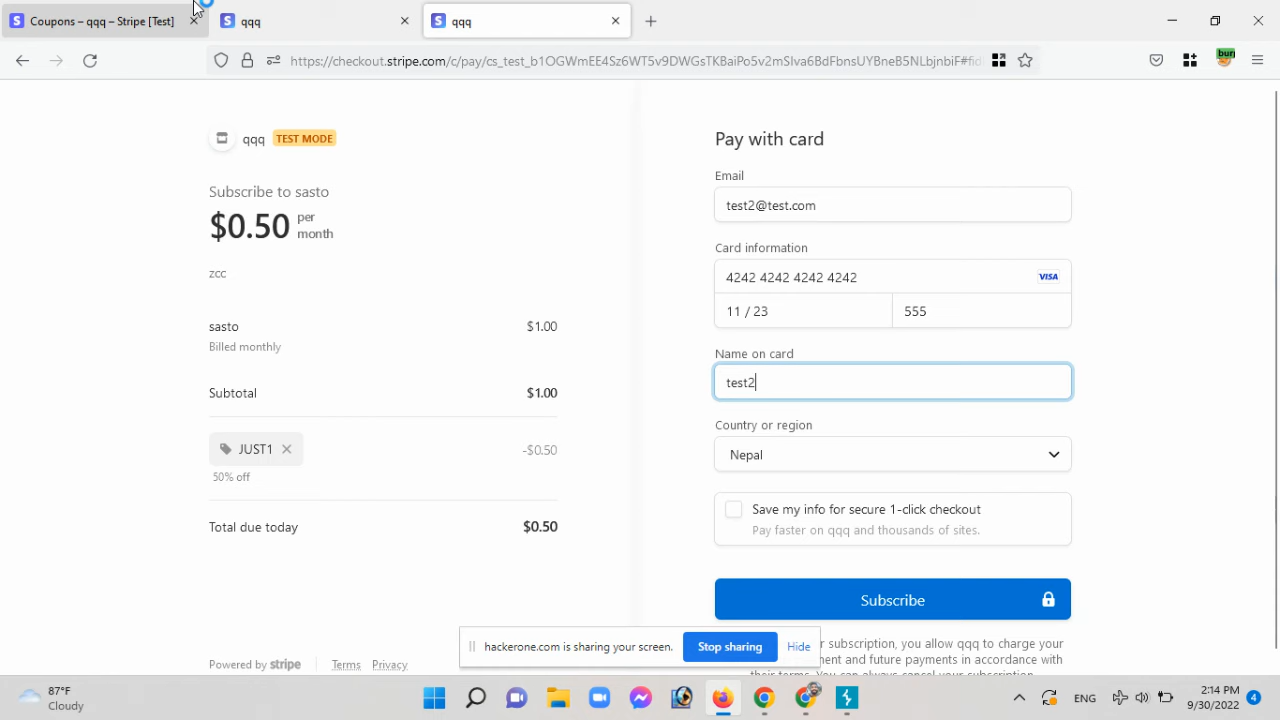 Coupons – qqq – Stripe [Test]
qqq
qqq
https://checkout.stripe.com/c/pay/cs_test_b1OGWmEE4Sz6WT5v9DWGsTKBAiPo5v2mSlva6BdFbnsUYBneB5NLbjnbiF#fid
qqq TEST MODE
Subscribe to sasto
$0.50 per month
zcc
sasto $1.00
Billed monthly
Subtotal $1.00
JUST1 -$0.50
50% off
Total due today $0.50
Powered by stripe Terms Privacy
Pay with card
Email
test2@test.com
Card information
4242 4242 4242 4242 VISA
11 / 23 555
Name on card
test2
Country or region
Nepal
Save my info for secure 1-click checkout
Pay faster on qqq and thousands of sites.
Subscribe
r subscription, you allow qqq to charge your
ment and future payments in accordance with
hackerone.com is sharing your screen. Stop sharing Hide
87°F
Cloudy
ENG
2:14 PM
9/30/2022
4